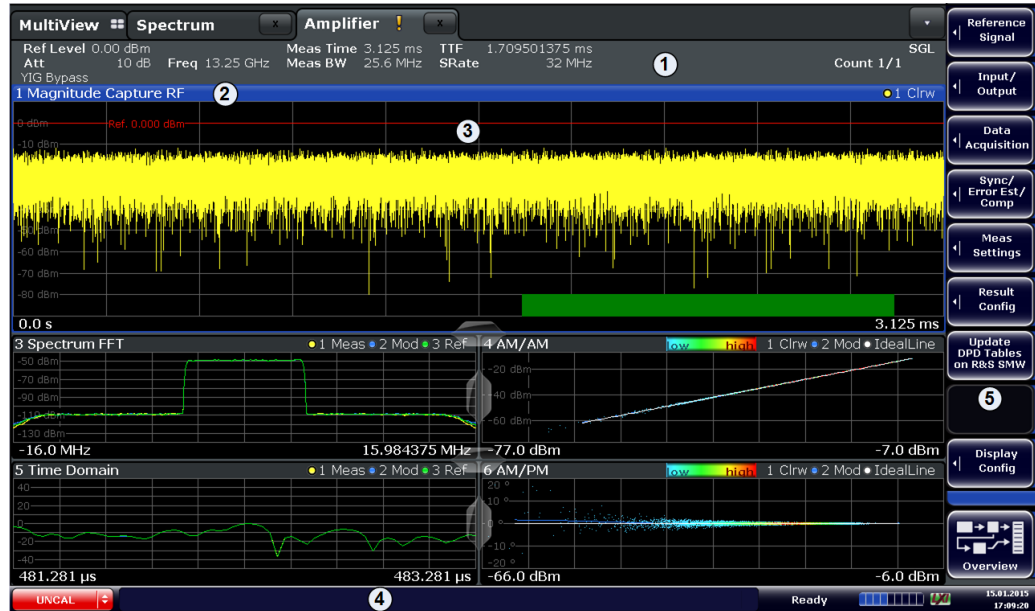 MultiView Spectrum x Amplifier ! x
Ref Level 0.00 dBm Meas Time 3.125 ms TTF 1.709501375 ms SGL
Att 10 dB Freq 13.25 GHz Meas BW 25.6 MHz SRate 32 MHz 1 Count 1/1
YIG Bypass
1 Magnitude Capture RF 2 1 Clrw
0 dBm Ref. 0.000 dBm 3
-10 dBm
-60 dBm
-70 dBm
-80 dBm
0.0 s 3.125 ms
3 Spectrum FFT 1 Meas 2 Mod 3 Ref
-50 dBm
-70 dBm
-90 dBm
-110 dBm
-130 dBm
-16.0 MHz 15.984375 MHz
4 AM/AM low high 1 Clrw 2 Mod IdealLine
-20 dBm
-40 dBm
-60 dBm
-77.0 dBm -7.0 dBm
5 Time Domain 1 Meas 2 Mod 3 Ref
40
20
0
-20
-40
481.281 µs 483.281 µs
6 AM/PM low high 1 Clrw 2 Mod IdealLine
20 °
10 °
0 °
-10 °
-20 °
-66.0 dBm -6.0 dBm
Reference
Signal
Input/
Output
Data
Acquisition
Sync/
Error Est/
Comp
Meas
Settings
Result
Config
Update
DPD Tables
on R&S SMW
5
Display
Config
Overview
UNCAL 4 Ready 15.01.2015
17:09:26